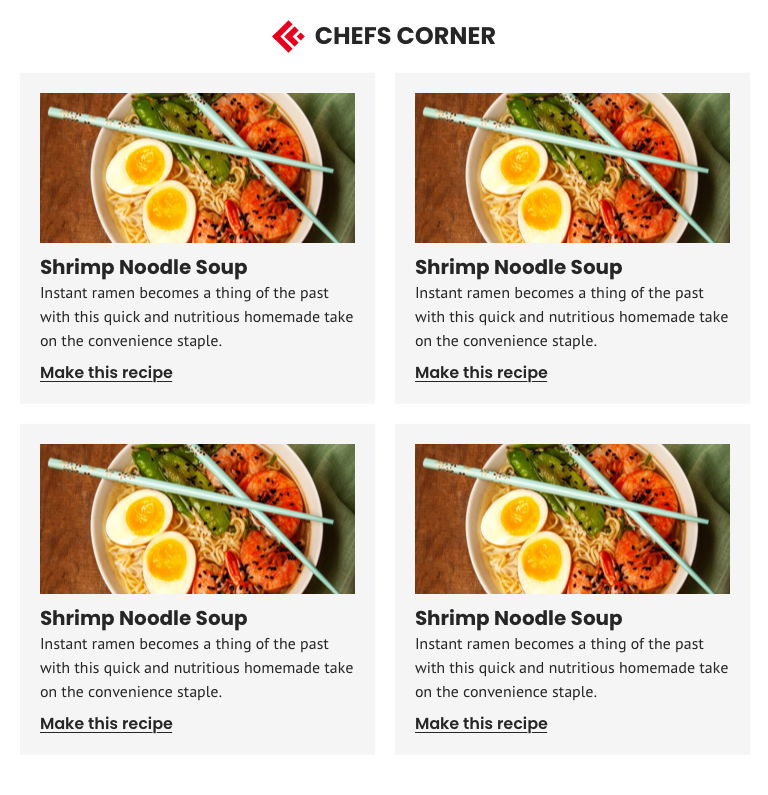 CHEFS CORNER
Shrimp Noodle Soup
Instant ramen becomes a thing of the past
with this quick and nutritious homemade take
on the convenience staple.
Make this recipe
Shrimp Noodle Soup
Instant ramen becomes a thing of the past
with this quick and nutritious homemade take
on the convenience staple.
Make this recipe
Shrimp Noodle Soup
Instant ramen becomes a thing of the past
with this quick and nutritious homemade take
on the convenience staple.
Make this recipe
Shrimp Noodle Soup
Instant ramen becomes a thing of the past
with this quick and nutritious homemade take
on the convenience staple.
Make this recipe